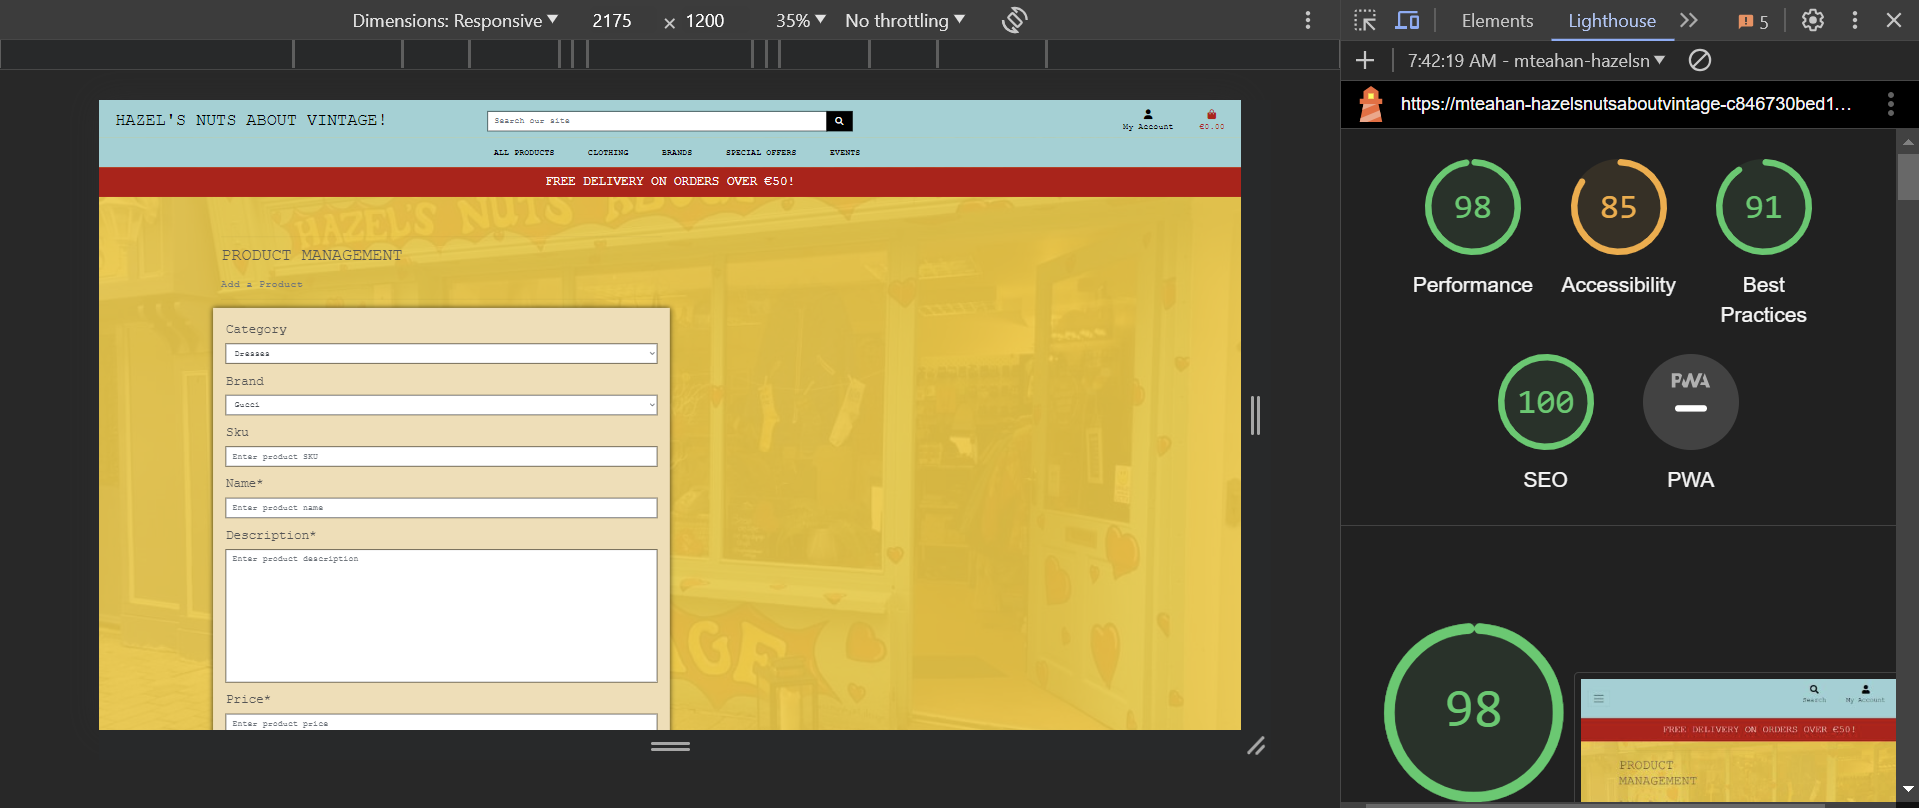 Dimensions: Responsive 2175 × 1200 35% No throttling
Elements Lighthouse 5
7:42:19 AM - mteahan-hazelsn
https://mteahan-hazelsnutsaboutvintage-c846730bed1…
HAZEL'S NUTS ABOUT VINTAGE!
Search our site
My Account
€0.00
ALL PRODUCTS CLOTHING BRANDS SPECIAL OFFERS EVENTS
FREE DELIVERY ON ORDERS OVER €50!
HAZEL'S NUTS ABOUT
PRODUCT MANAGEMENT
Add a Product
Category
Dresses
Brand
Gucci
Sku
Enter product SKU
Name*
Enter product name
Description*
Enter product description
AGE
Price*
Enter product price
98
Performance
85
Accessibility
91
Best
Practices
100
SEO
PWA
PWA
98
Search My Account
FREE DELIVERY ON ORDERS OVER €50!
PRODUCT
MANAGEMENT